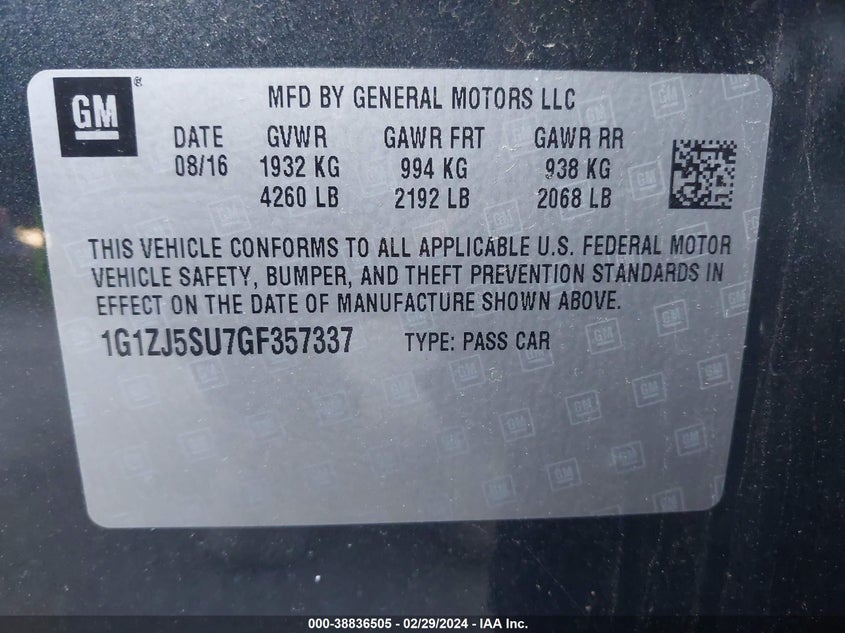 GM ®
MFD BY GENERAL MOTORS LLC
DATE GVWR GAWR FRT GAWR RR
08/16 1932 KG 994 KG 938 KG
4260 LB 2192 LB 2068 LB
THIS VEHICLE CONFORMS TO ALL APPLICABLE U.S. FEDERAL MOTOR
VEHICLE SAFETY, BUMPER, AND THEFT PREVENTION STANDARDS IN
EFFECT ON THE DATE OF MANUFACTURE SHOWN ABOVE.
1G1ZJ5SU7GF357337 TYPE: PASS CAR
000-38836505 - 02/29/2024 - IAA Inc.